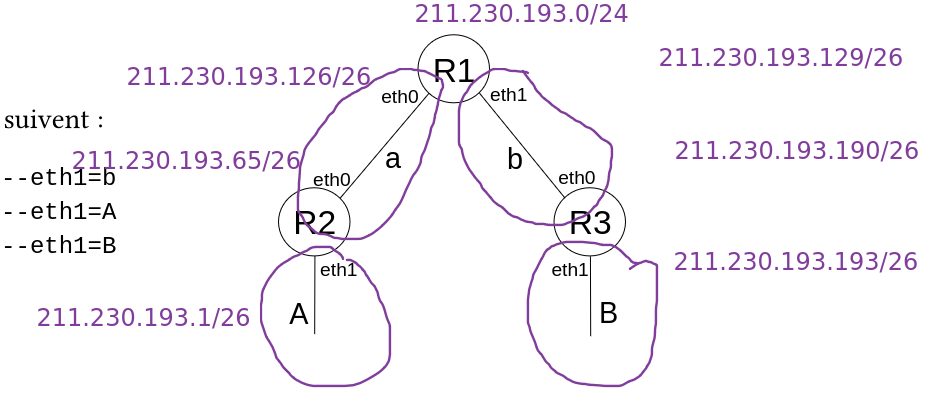 211.230.193.0/24
211.230.193.129/26
R1
211.230.193.126/26
eth0
eth1
suivent :
211.230.193.65/26
a
b
211.230.193.190/26
--eth1=b
eth0
eth0
--eth1=A
R2
R3
--eth1=B
eth1
eth1
211.230.193.193/26
211.230.193.1/26
A
B